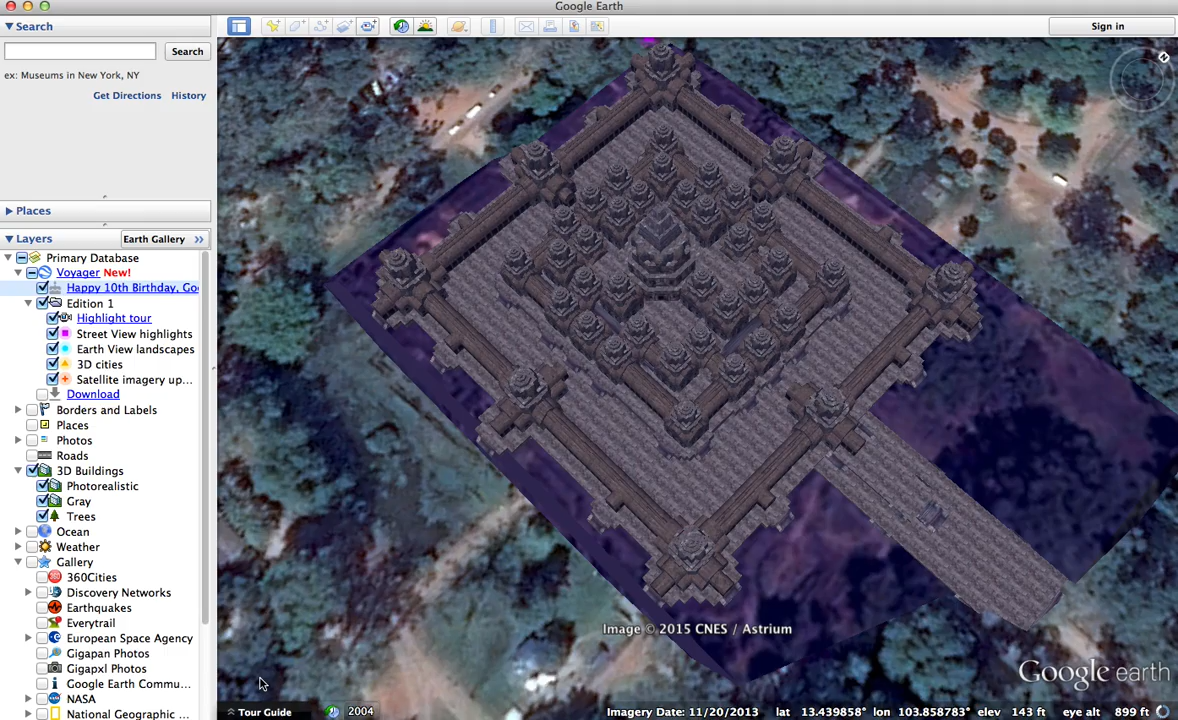 Google Earth
Search
Sign in
Search
ex: Museums in New York, NY
Get Directions
History
Places
Layers
Earth Gallery »
Primary Database
Voyager New!
Happy 10th Birthday, Go
Edition 1
Highlight tour
Street View highlights
Earth View landscapes
3D cities
Satellite imagery up...
Download
Borders and Labels
Places
Photos
Roads
3D Buildings
Photorealistic
Gray
Trees
Ocean
Weather
Gallery
360Cities
Discovery Networks
Earthquakes
Everytrail
European Space Agency
Gigapan Photos
Gigapxl Photos
Google Earth Commu...
NASA
National Geographic ...
Image © 2015 CNES / Astrium
Google earth
Tour Guide
2004
Imagery Date: 11/20/2013 lat 13.439858° lon 103.858783° elev 143 ft eye alt 899 ft